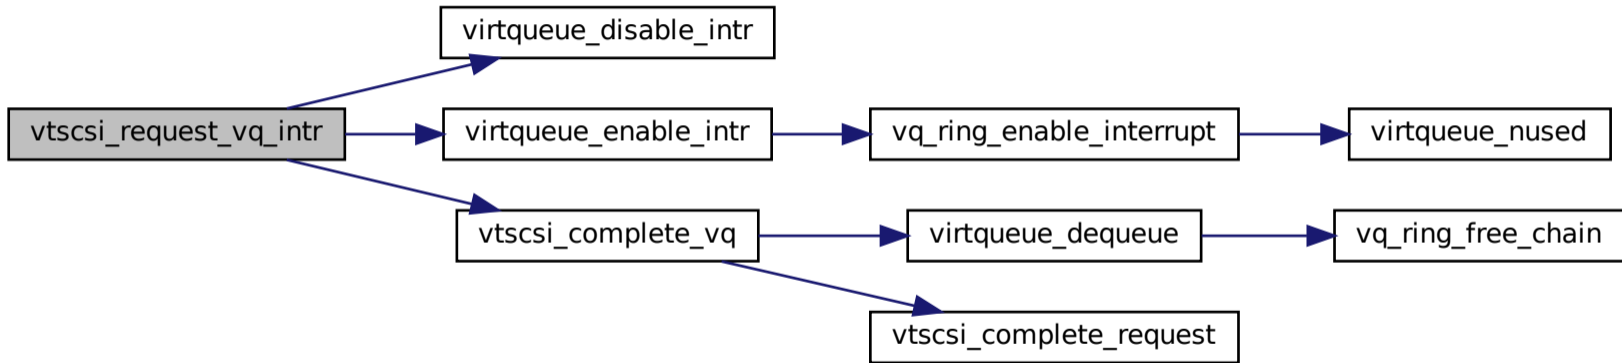 virtqueue_disable_intr
vtscsi_request_vq_intr
virtqueue_enable_intr
vq_ring_enable_interrupt
virtqueue_nused
vtscsi_complete_vq
virtqueue_dequeue
vq_ring_free_chain
vtscsi_complete_request